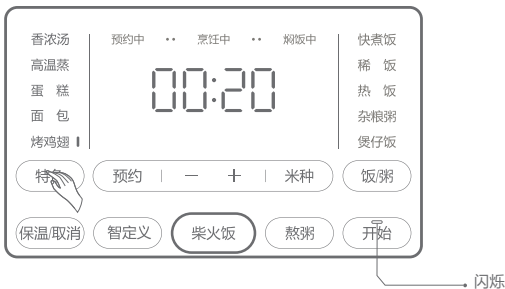 香浓汤 预约中 烹饪中 焖饭中 快煮饭
高温蒸 稀 饭
蛋 糕 00:20 热 饭
面 包 杂粮粥
烤鸡翅 煲仔饭
特 预约 — + 米种 饭/粥
保温/取消 智定义 柴火饭 熬粥 开始
闪烁